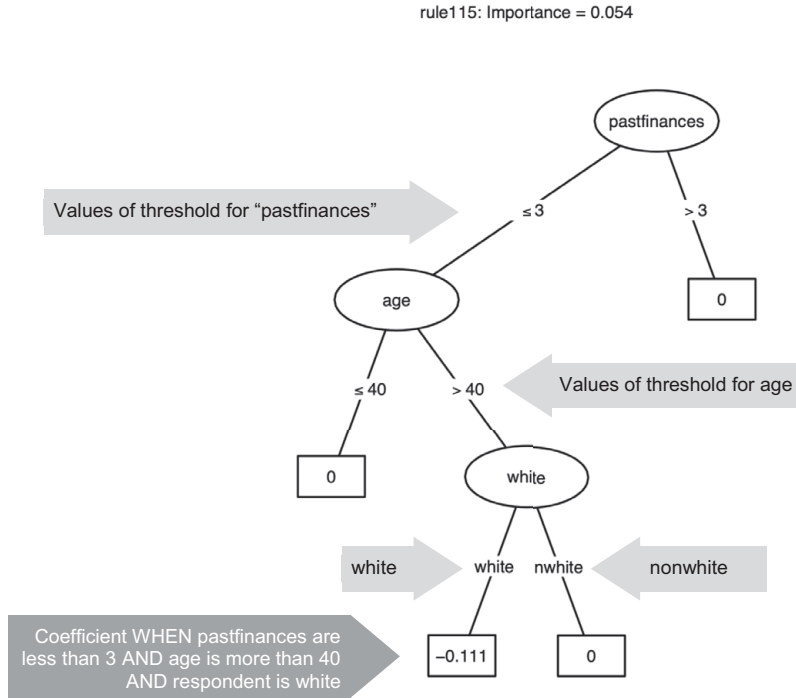 rule115: Importance = 0.054
pastfinances
Values of threshold for “pastfinances”
≤ 3
> 3
age
0
≤ 40
> 40
Values of threshold for age
0
white
white
white
nwhite
nonwhite
Coefficient WHEN pastfinances are
less than 3 AND age is more than 40
AND respondent is white
−0.111
0